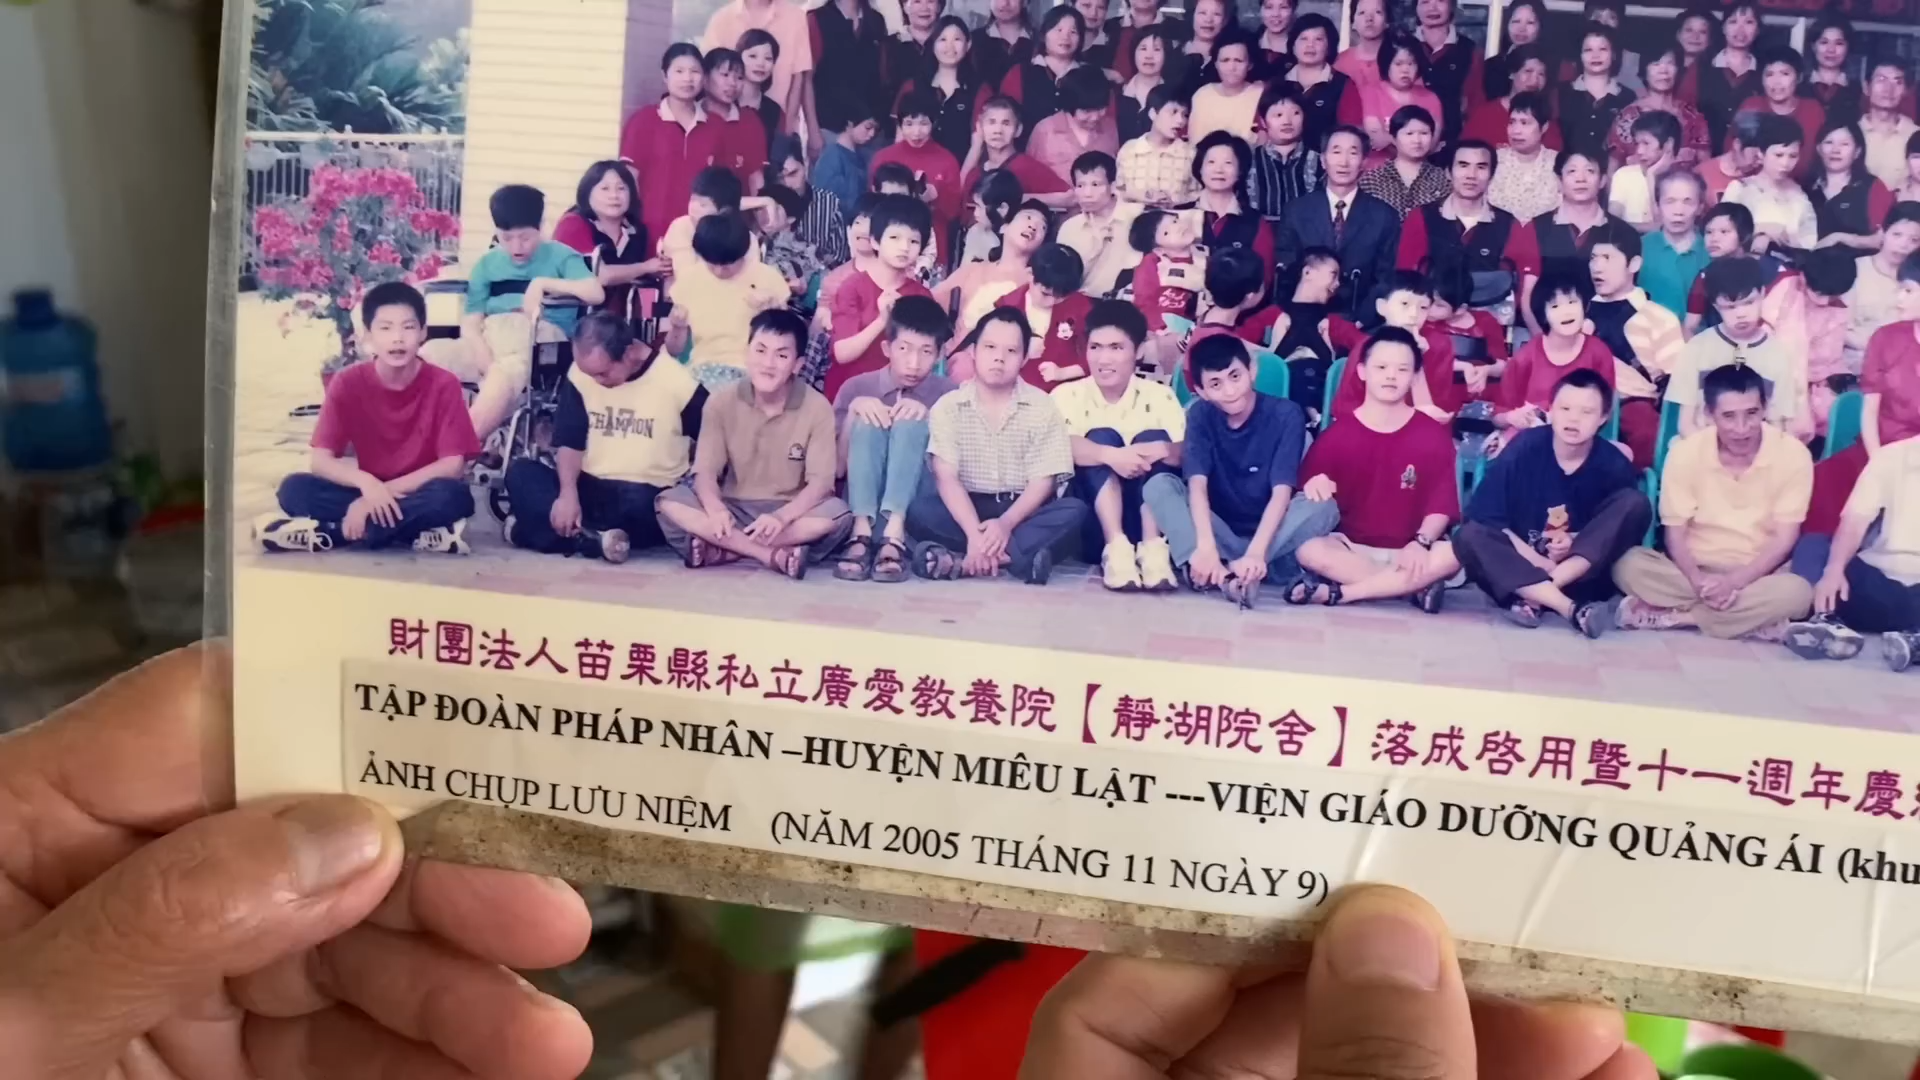 CHAMPION
17
財團法人苗栗縣私立廣愛教養院【靜湖院舍】落成啓用暨十一週年慶
TẬP ĐOÀN PHÁP NHÂN –HUYỆN MIÊU LẬT ---VIỆN GIÁO DƯỠNG QUẢNG ÁI (khu
ẢNH CHỤP LƯU NIỆM (NĂM 2005 THÁNG 11 NGÀY 9)